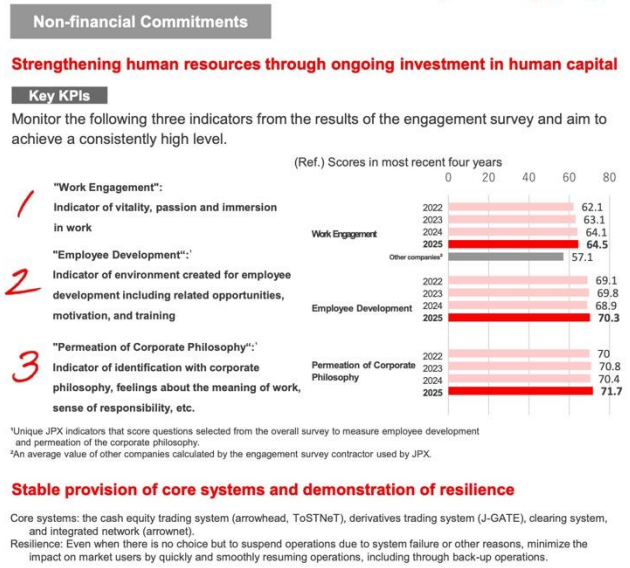 Non-financial Commitments
Strengthening human resources through ongoing investment in human capital
Key KPIs
Monitor the following three indicators from the results of the engagement survey and aim to
achieve a consistently high level.
(Ref.) Scores in most recent four years
0 20 40 60 80
1
"Work Engagement":
Indicator of vitality, passion and immersion
in work
Work Engagement
2022 62.1
2023 63.1
2024 64.1
2025 64.5
Other companies² 57.1
2
"Employee Development":¹
Indicator of environment created for employee
development including related opportunities,
motivation, and training
Employee Development
2022 69.1
2023 69.8
2024 68.9
2025 70.3
3
"Permeation of Corporate Philosophy":¹
Indicator of identification with corporate
philosophy, feelings about the meaning of work,
sense of responsibility, etc.
Permeation of Corporate
Philosophy
2022 70
2023 70.8
2024 70.4
2025 71.7
¹Unique JPX indicators that score questions selected from the overall survey to measure employee development
and permeation of the corporate philosophy.
²An average value of other companies calculated by the engagement survey contractor used by JPX.
Stable provision of core systems and demonstration of resilience
Core systems: the cash equity trading system (arrowhead, ToSTNeT), derivatives trading system (J-GATE), clearing system,
and integrated network (arrownet).
Resilience: Even when there is no choice but to suspend operations due to system failure or other reasons, minimize the
impact on market users by quickly and smoothly resuming operations, including through back-up operations.